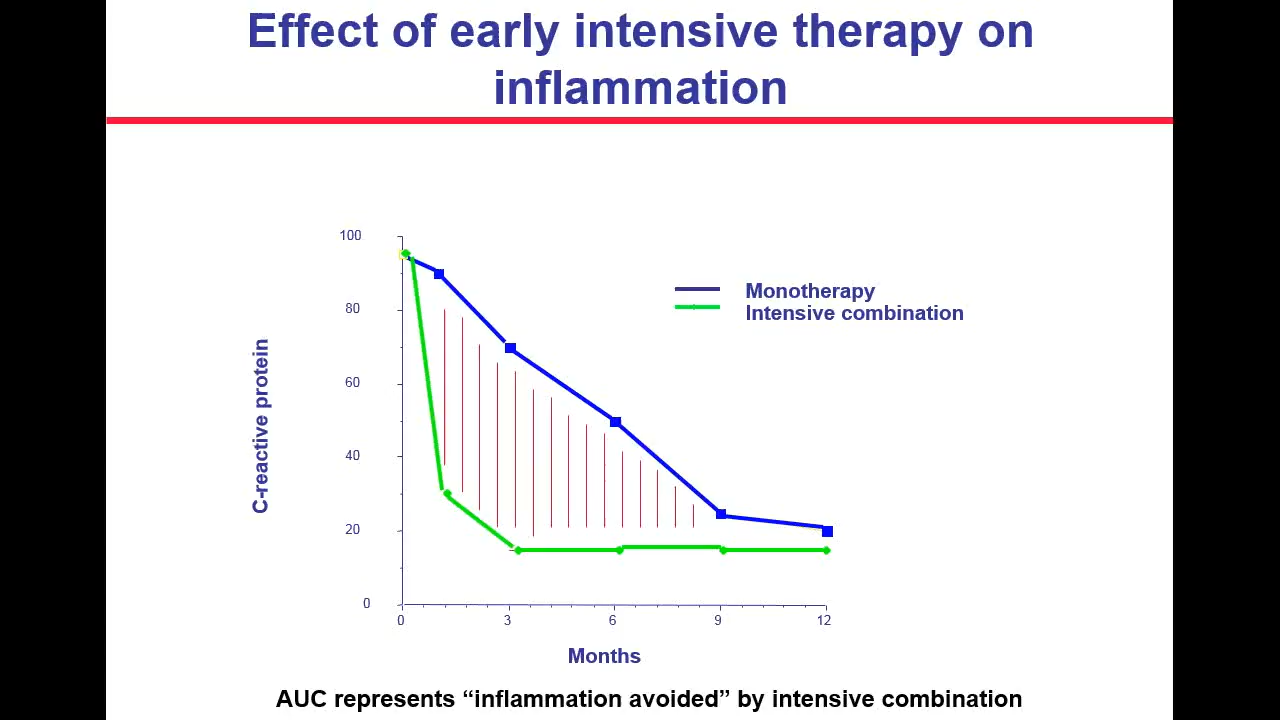 Effect of early intensive therapy on
inflammation
100
80
60
40
20
0
C-reactive protein
Monotherapy
Intensive combination
0 3 6 9 12
Months
AUC represents “inflammation avoided” by intensive combination